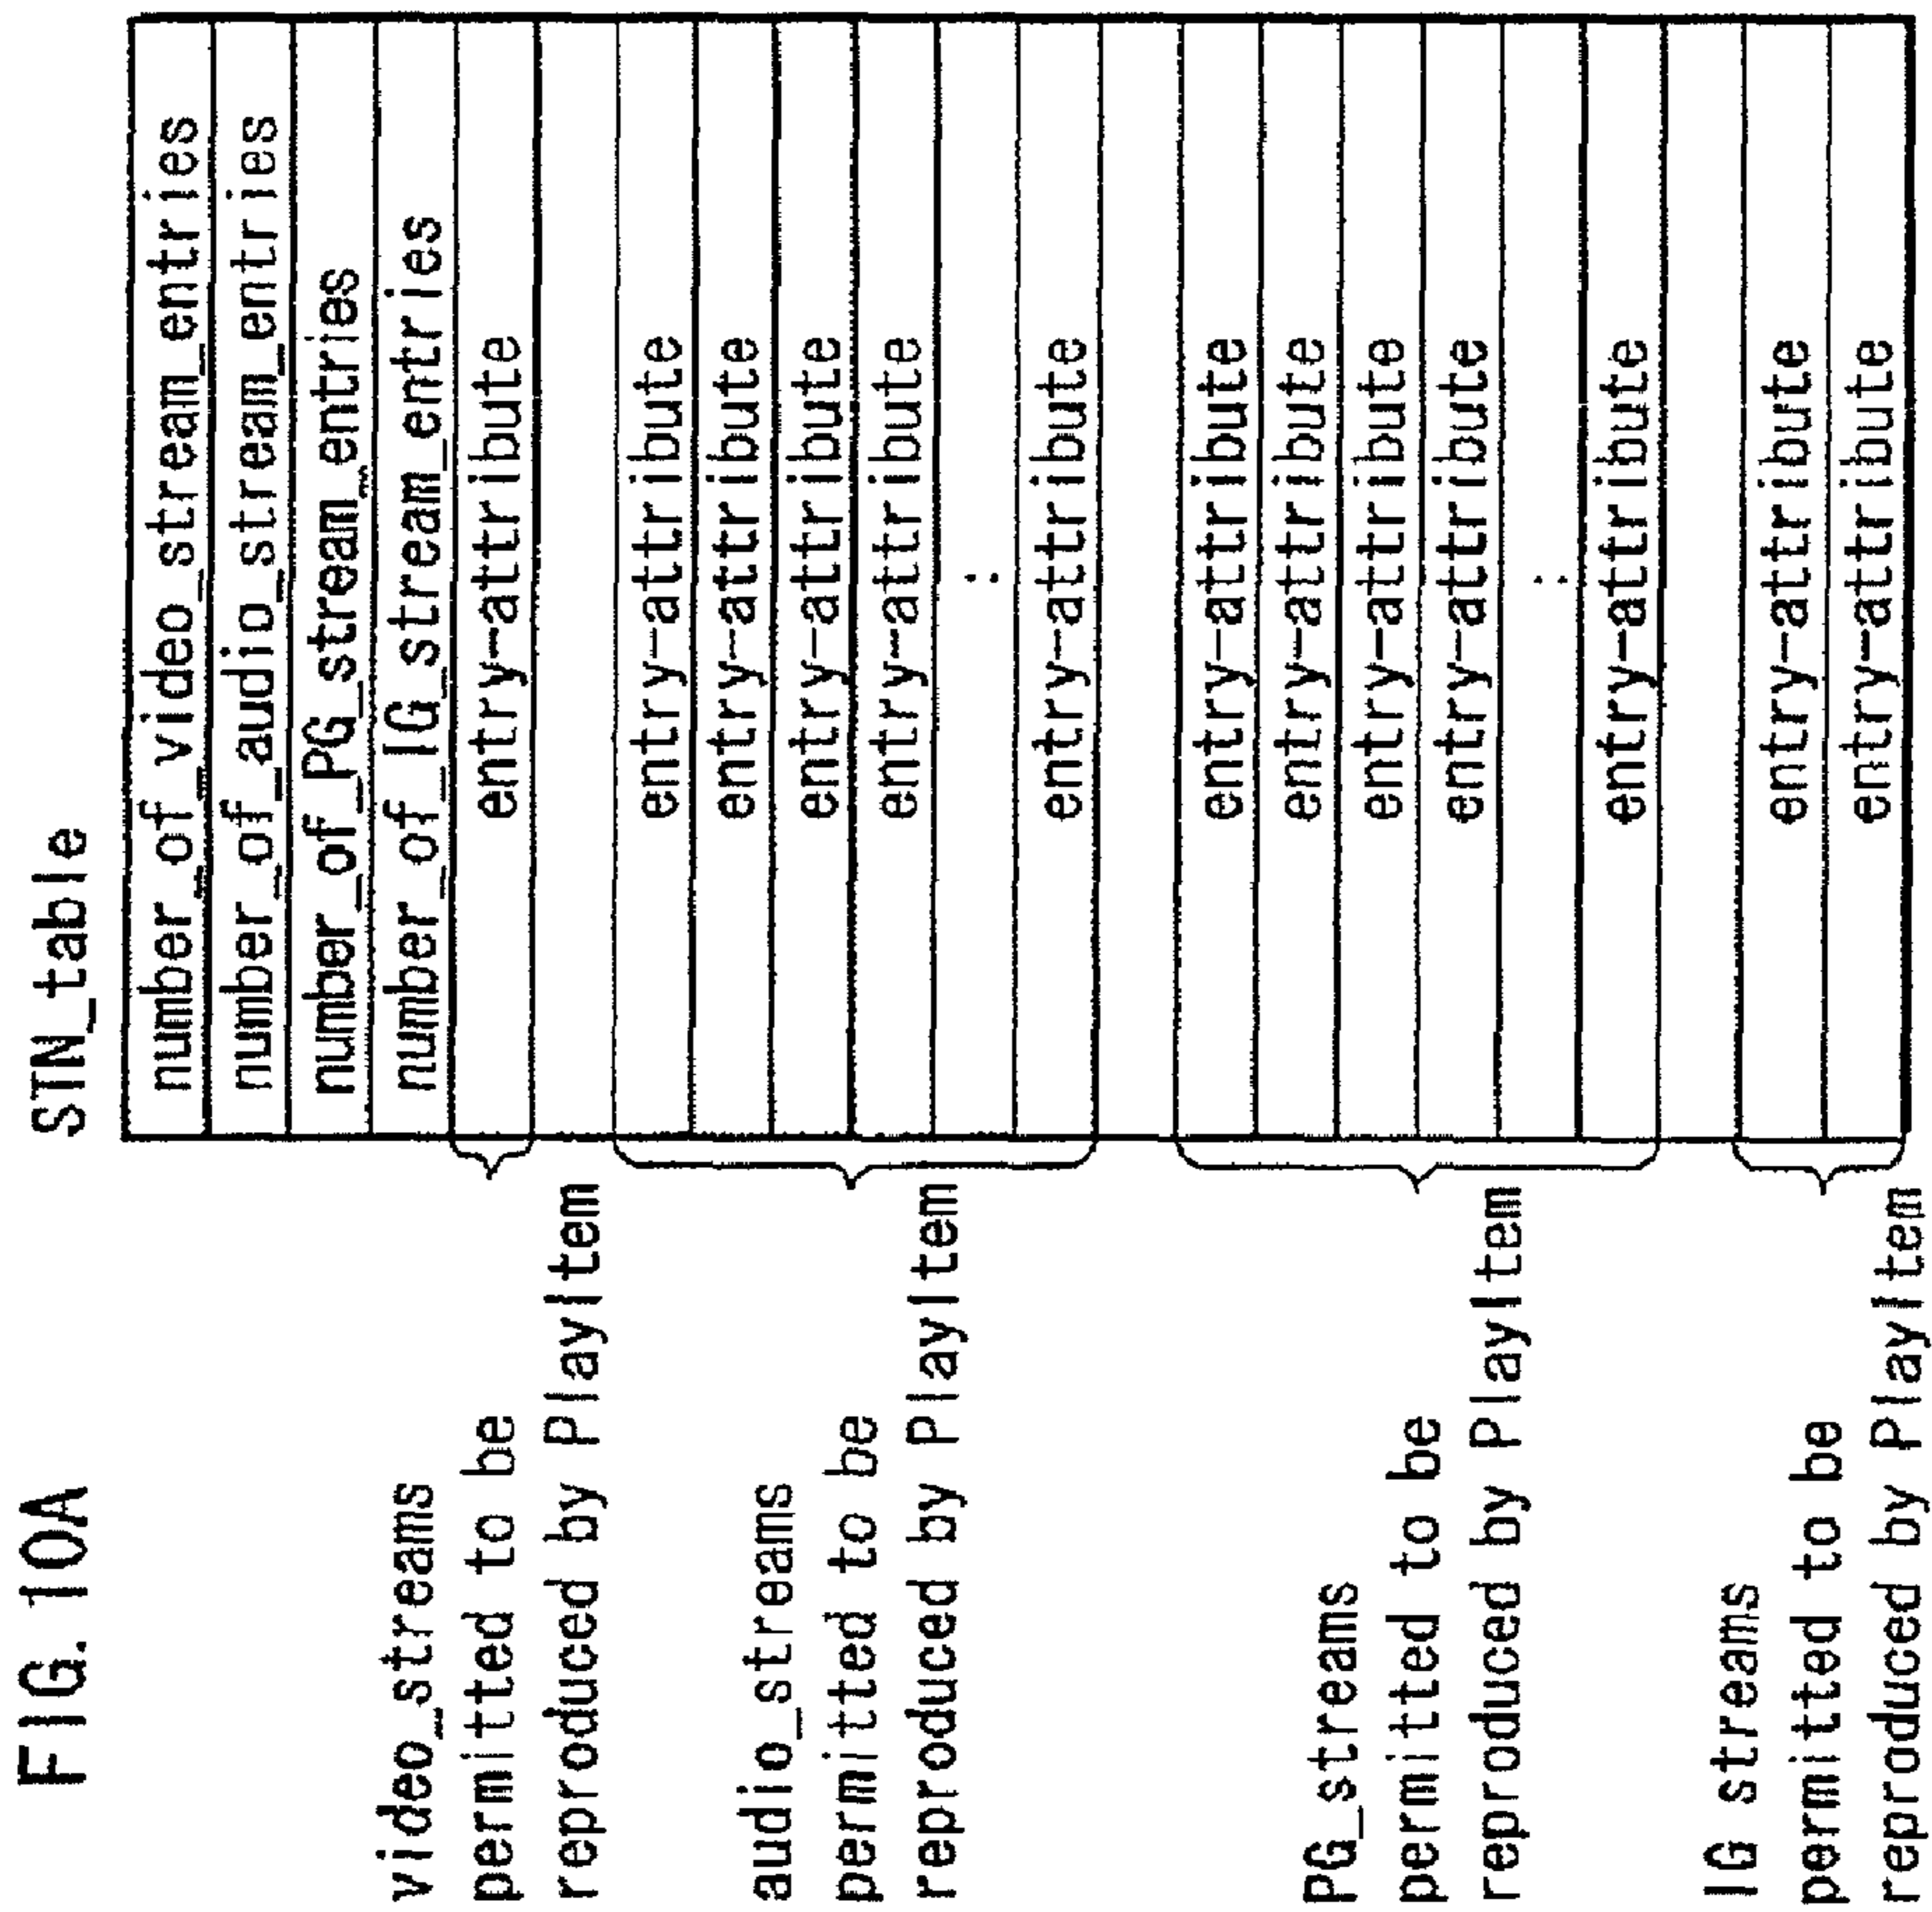 FIG. 10A
STN_table
number_of_video_stream_entries
number_of_audio_stream_entries
number_of_PG_stream_entries
number_of_IG_stream_entries
video_streams
permitted to be
reproduced by PlayItem
entry-attribute
audio_streams
permitted to be
reproduced by PlayItem
entry-attribute
entry-attribute
entry-attribute
entry-attribute
..
entry-attribute
PG_streams
permitted to be
reproduced by PlayItem
entry-attribute
entry-attribute
entry-attribute
entry-attribute
..
entry-attribute
IG streams
permitted to be
reproduced by PlayItem
entry-attribute
entry-attribute